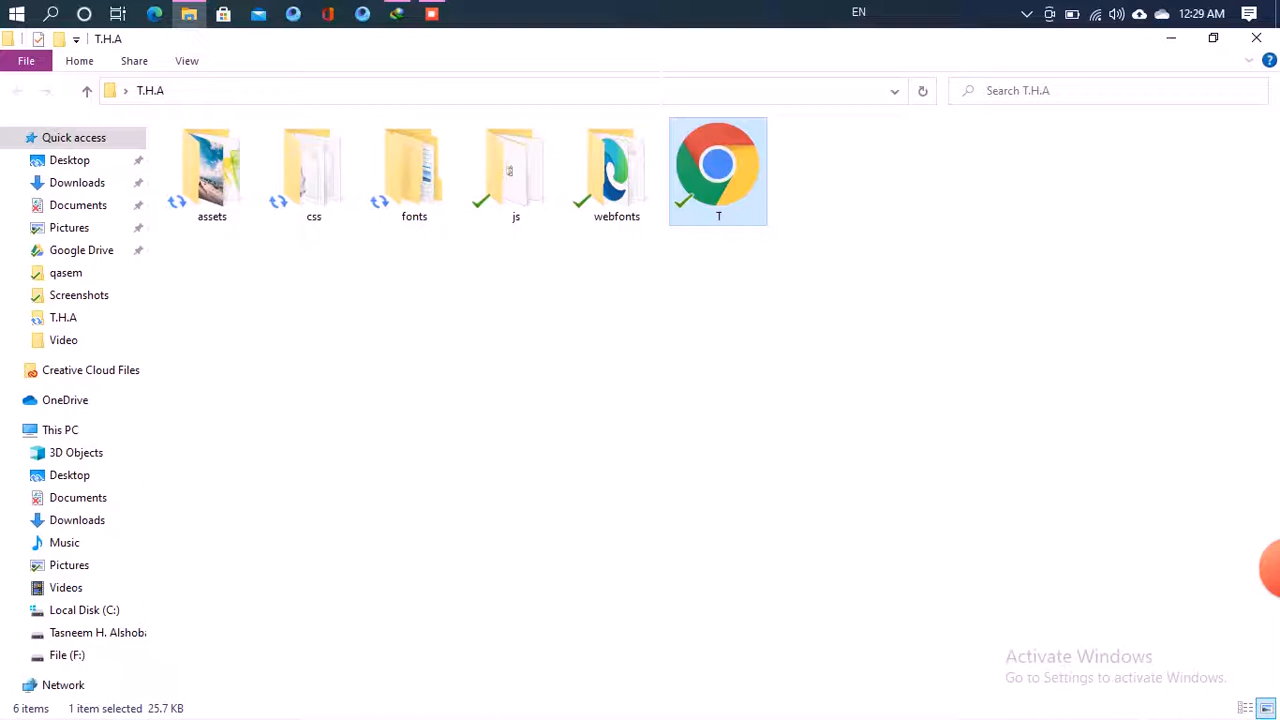 EN
12:29 AM
T.H.A
File
Home
Share
View
T.H.A
Search T.H.A
assets
css
fonts
js
webfonts
T
Quick access
Desktop
Downloads
Documents
Pictures
Google Drive
qasem
Screenshots
T.H.A
Video
Creative Cloud Files
OneDrive
This PC
3D Objects
Desktop
Documents
Downloads
Music
Pictures
Videos
Local Disk (C:)
Tasneem H. Alshoba
File (F:)
Network
Activate Windows
Go to Settings to activate Windows.
6 items 1 item selected 25.7 KB